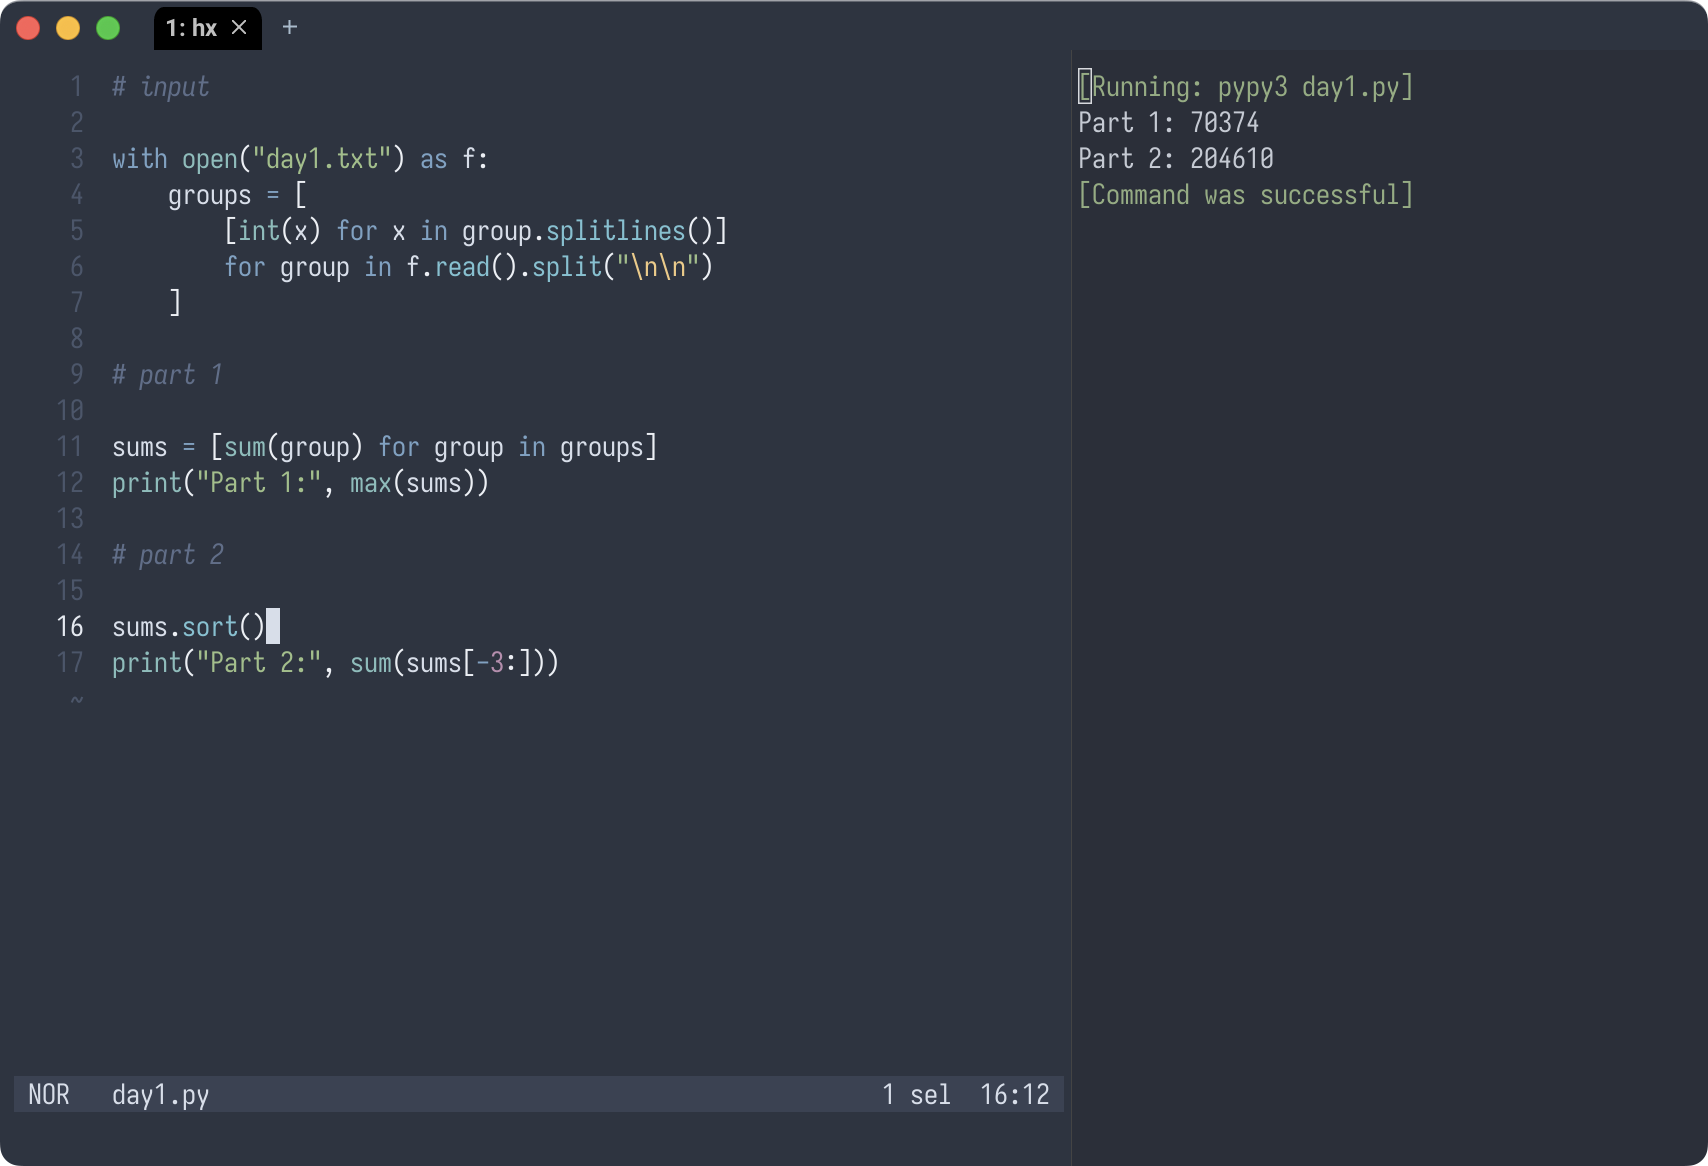 1: hx × +
1 # input
2
3 with open("day1.txt") as f:
4     groups = [
5         [int(x) for x in group.splitlines()]
6         for group in f.read().split("\n\n")
7     ]
8
9 # part 1
10
11 sums = [sum(group) for group in groups]
12 print("Part 1:", max(sums))
13
14 # part 2
15
16 sums.sort()
17 print("Part 2:", sum(sums[-3:]))
~
NOR   day1.py   1 sel  16:12
[Running: pypy3 day1.py]
Part 1: 70374
Part 2: 204610
[Command was successful]